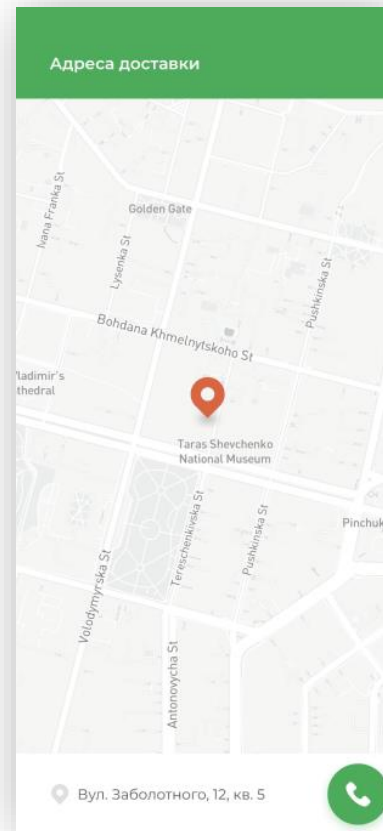 Адреса доставки
Ivana Franka St
Golden Gate
Lysenka St
Pushkinska St
Bohdana Khmelnytskoho St
Vladimir's
thedral
Taras Shevchenko
National Museum
Tereschenkivska St
Pushkinska St
Pinchuk
Volodymyrska St
Antonovycha St
Вул. Заболотного, 12, кв. 5